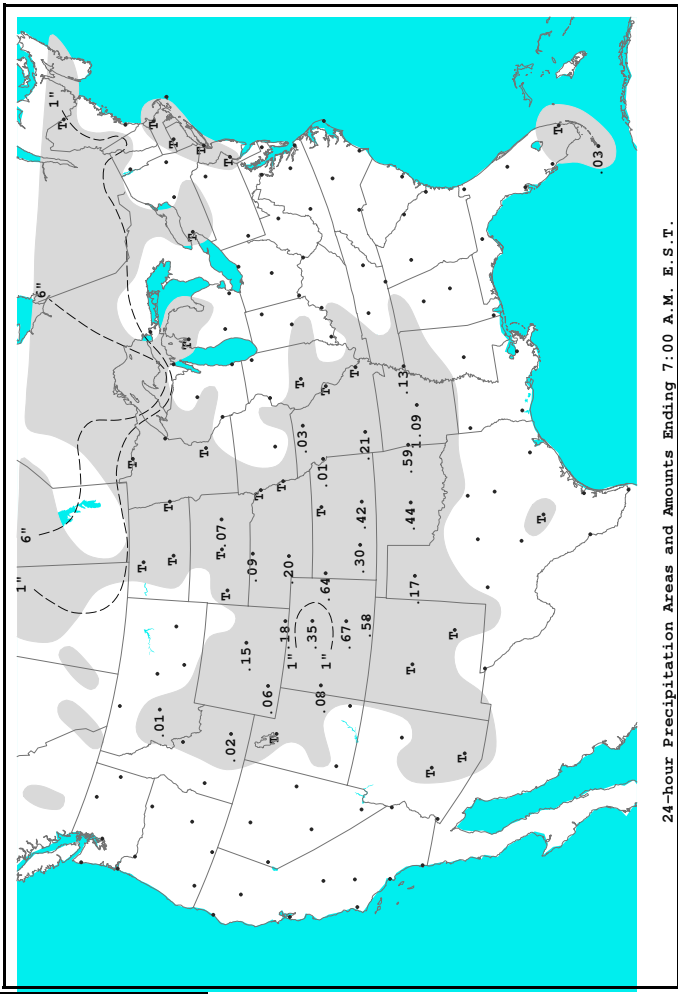 1"
6"
6"
1"
T
T
T
T
.01
T
T
T
T
T
T
T
T
.07
T
T
.02
.15
.09
T
.06
T
T
.18
.20
1"
T
.03
.35
.08
T
.01
T
1"
.64
.67
T
.30
.42
.21
.58
.13
.59
.44
T
.17
1.09
T
T
T
T
T
.03
24-hour Precipitation Areas and Amounts Ending 7:00 A.M. E.S.T.